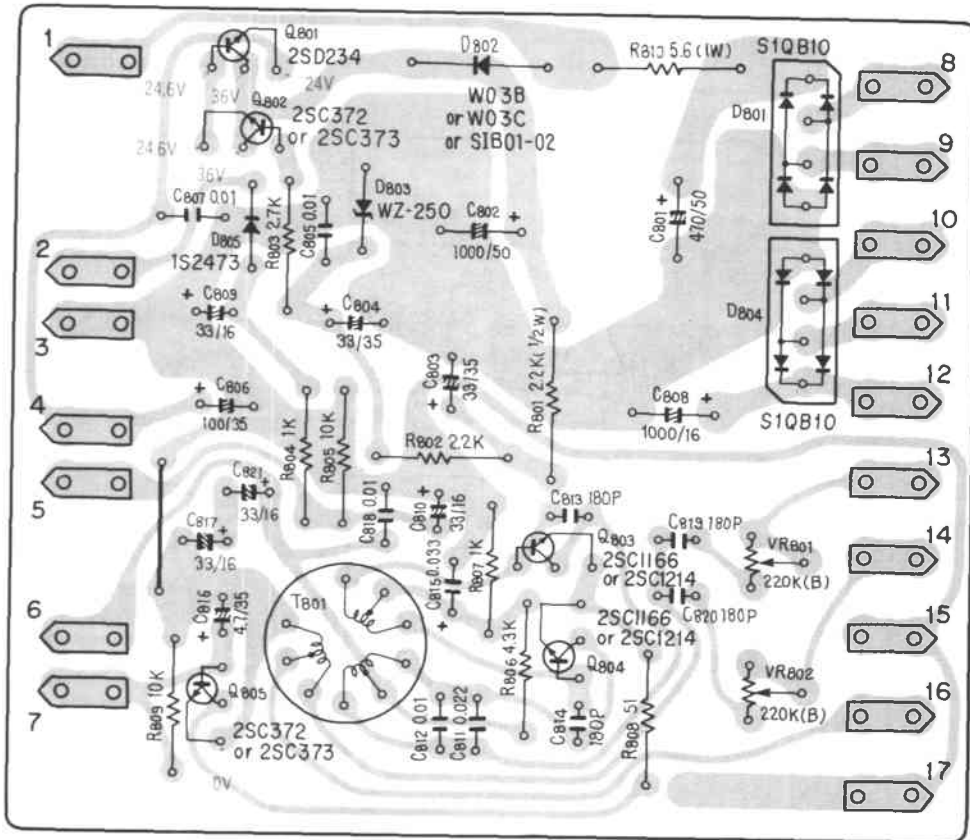 1
Q801
2SD234
24.6V
36V
24V
Q802
2SC372
or 2SC373
24.6V
36V
D802
W03B
or W03C
or SIB01-02
R810 5.6 (1W)
S1QB10
D801
8
9
C807 0.01
D805
1S2473
R803 2.7K
C805 0.01
D803
WZ-250
C802 +
1000/50
+
C801
470/50
10
2
3
+ C809
33/16
+ C804
33/35
D804
S1QB10
11
12
4
5
+ C806
100/35
R804 1K
R805 10K
C803
33/35
+
R801 2.2K(1/2W)
R802 2.2K
C808 +
1000/16
13
C821 +
33/16
C817 +
33/16
C818 0.01
C810 +
33/16
C813 180P
R807 1K
Q803
2SC1166
or 2SC1214
C819 180P
VR801
220K(B)
14
6
C816
4.7/35
+
T801
C815 0.033
+
2SC1166
or 2SC1214
Q804
C820 180P
15
R806 4.3K
7
R809 10K
Q805
2SC372
or 2SC373
0V
C812 0.01
C811 0.022
C814
180P
R808 51
VR802
220K(B)
16
17